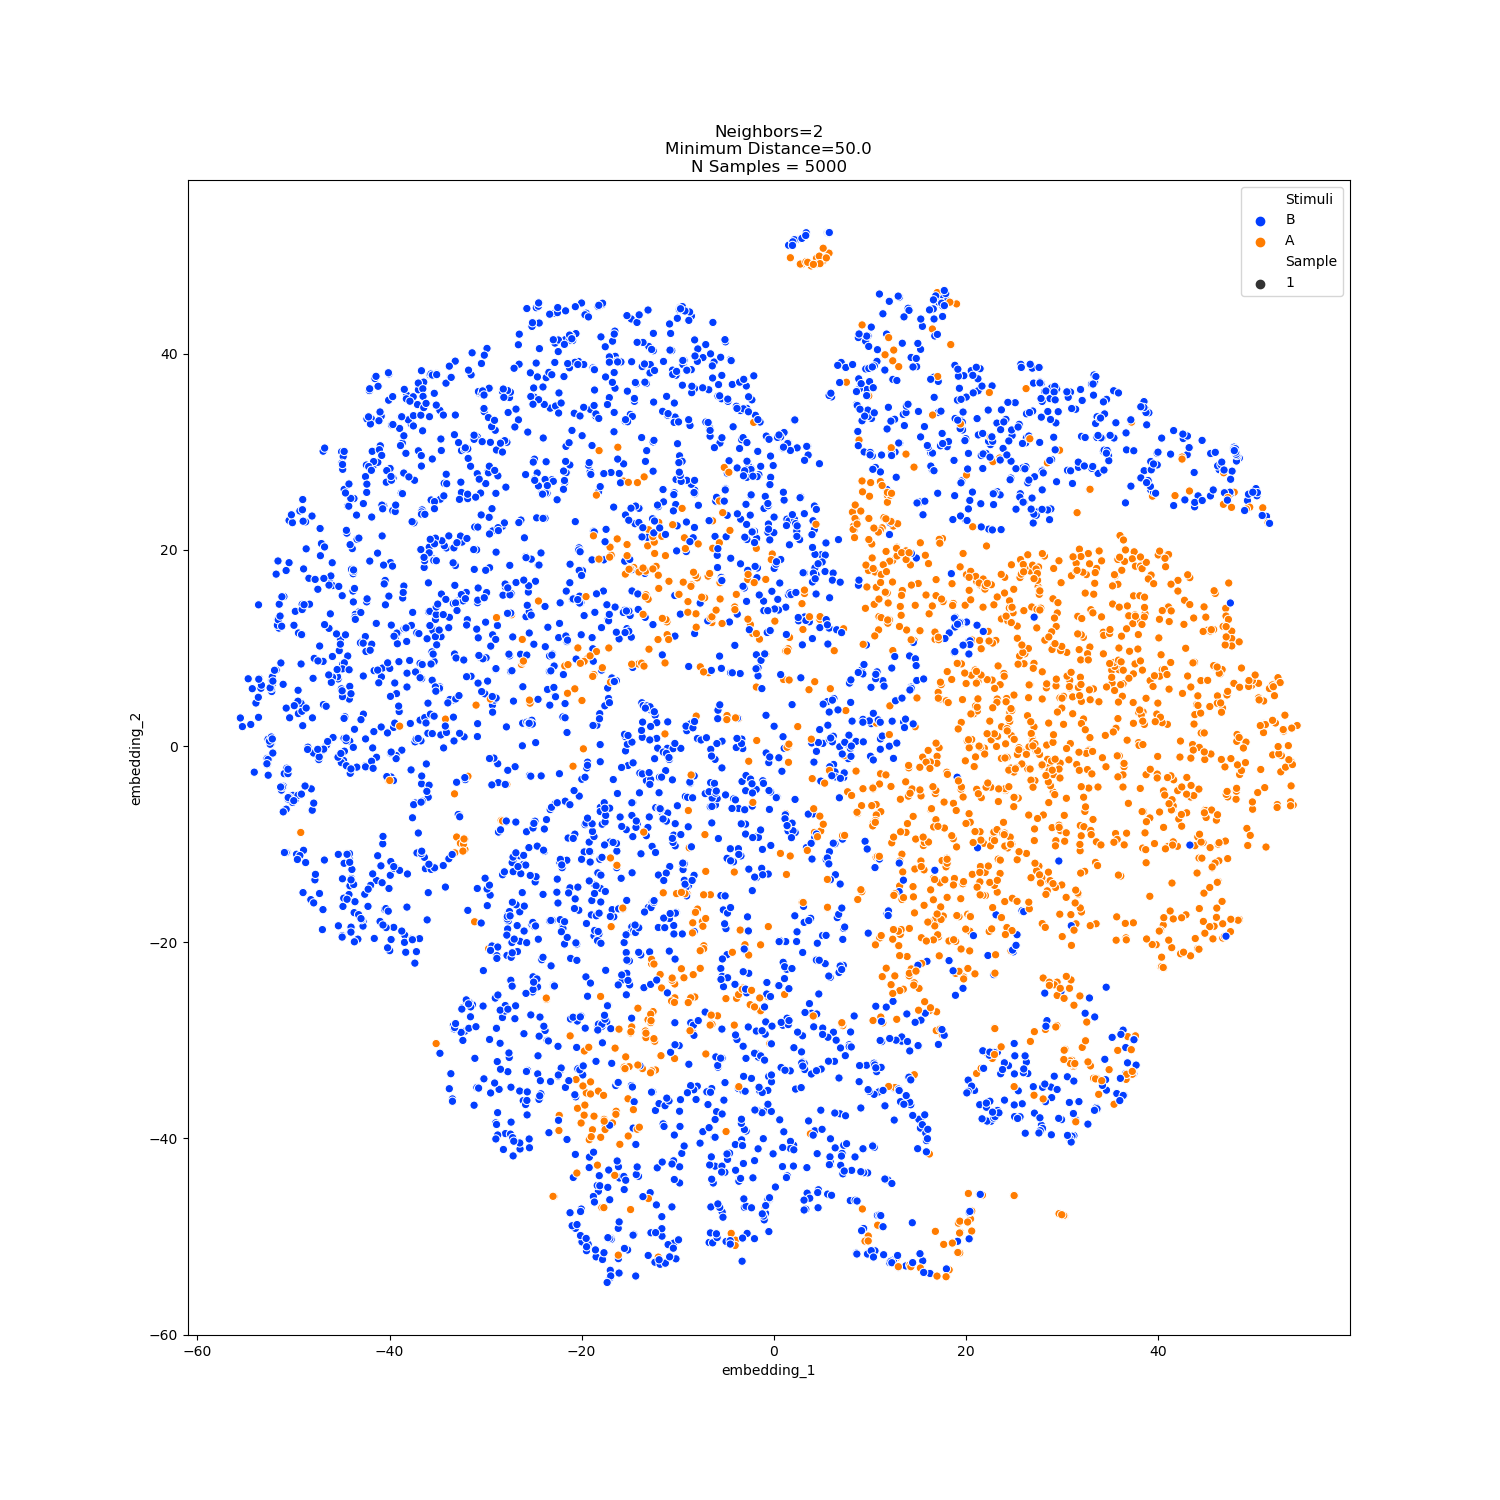 Neighbors=2
Minimum Distance=50.0
N Samples = 5000
Stimuli
B
A
Sample
1
40
20
0
−20
−40
−60
embedding_2
−60
−40
−20
0
20
40
embedding_1